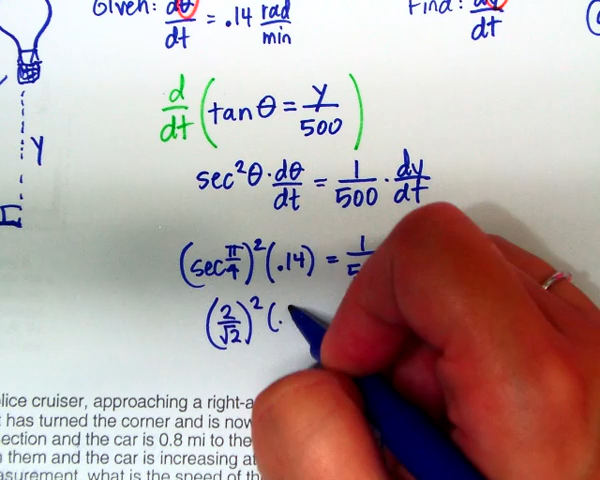 Given: dθ/dt = .14 rad/min
Find: dy/dt
d/dt (tan θ = y/500)
y
sec²θ · dθ/dt = 1/500 · dy/dt
(sec π/4)² (.14) = 1/5
(2/√2)² (.
lice cruiser, approaching a right-a
t has turned the corner and is now
ection and the car is 0.8 mi to the
them and the car is increasing at
asurement, what is the speed of th